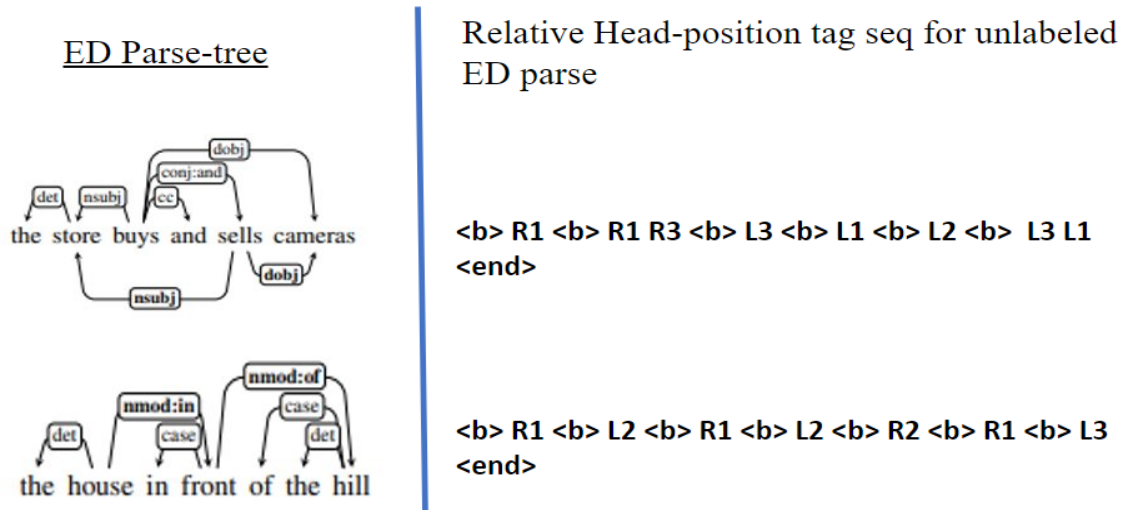 ED Parse-tree
Relative Head-position tag seq for unlabeled
ED parse
dobj
conj:and
det nsubj cc
the store buys and sells cameras
dobj
nsubj
<b> R1 <b> R1 R3 <b> L3 <b> L1 <b> L2 <b> L3 L1
<end>
nmod:of
nmod:in case
det case det
the house in front of the hill
<b> R1 <b> L2 <b> R1 <b> L2 <b> R2 <b> R1 <b> L3
<end>